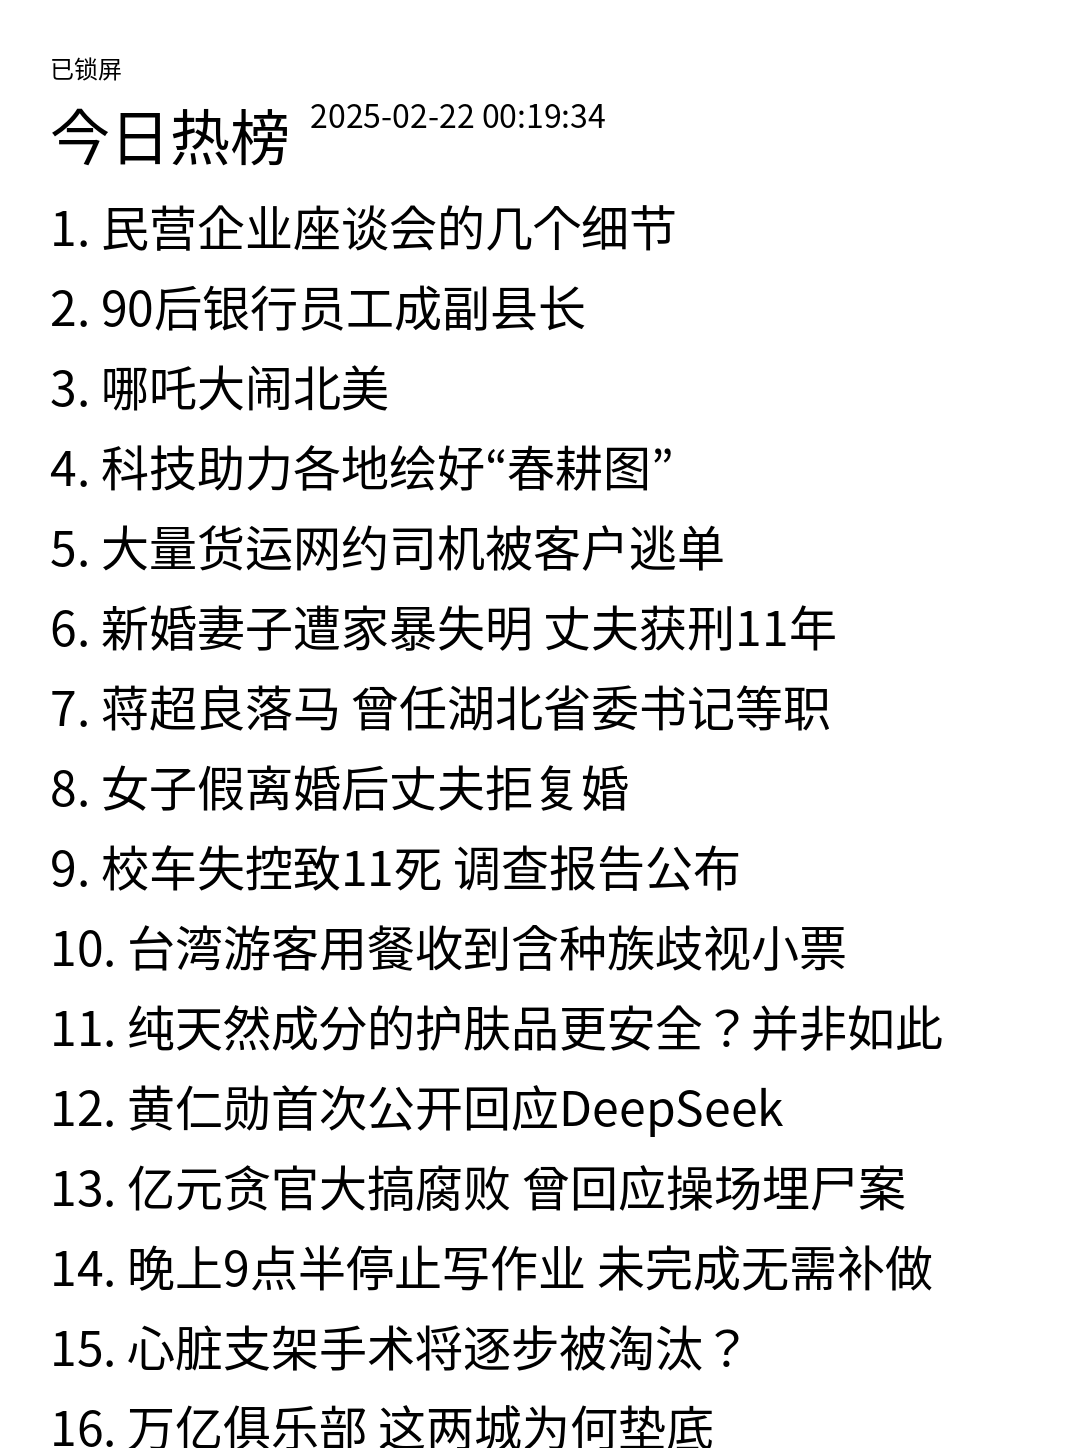 已锁屏
今日热榜 2025-02-22 00:19:34
1. 民营企业座谈会的几个细节
2. 90后银行员工成副县长
3. 哪吒大闹北美
4. 科技助力各地绘好“春耕图”
5. 大量货运网约司机被客户逃单
6. 新婚妻子遭家暴失明 丈夫获刑11年
7. 蒋超良落马 曾任湖北省委书记等职
8. 女子假离婚后丈夫拒复婚
9. 校车失控致11死 调查报告公布
10. 台湾游客用餐收到含种族歧视小票
11. 纯天然成分的护肤品更安全？并非如此
12. 黄仁勋首次公开回应DeepSeek
13. 亿元贪官大搞腐败 曾回应操场埋尸案
14. 晚上9点半停止写作业 未完成无需补做
15. 心脏支架手术将逐步被淘汰？
16. 万亿俱乐部 这两城为何垫底